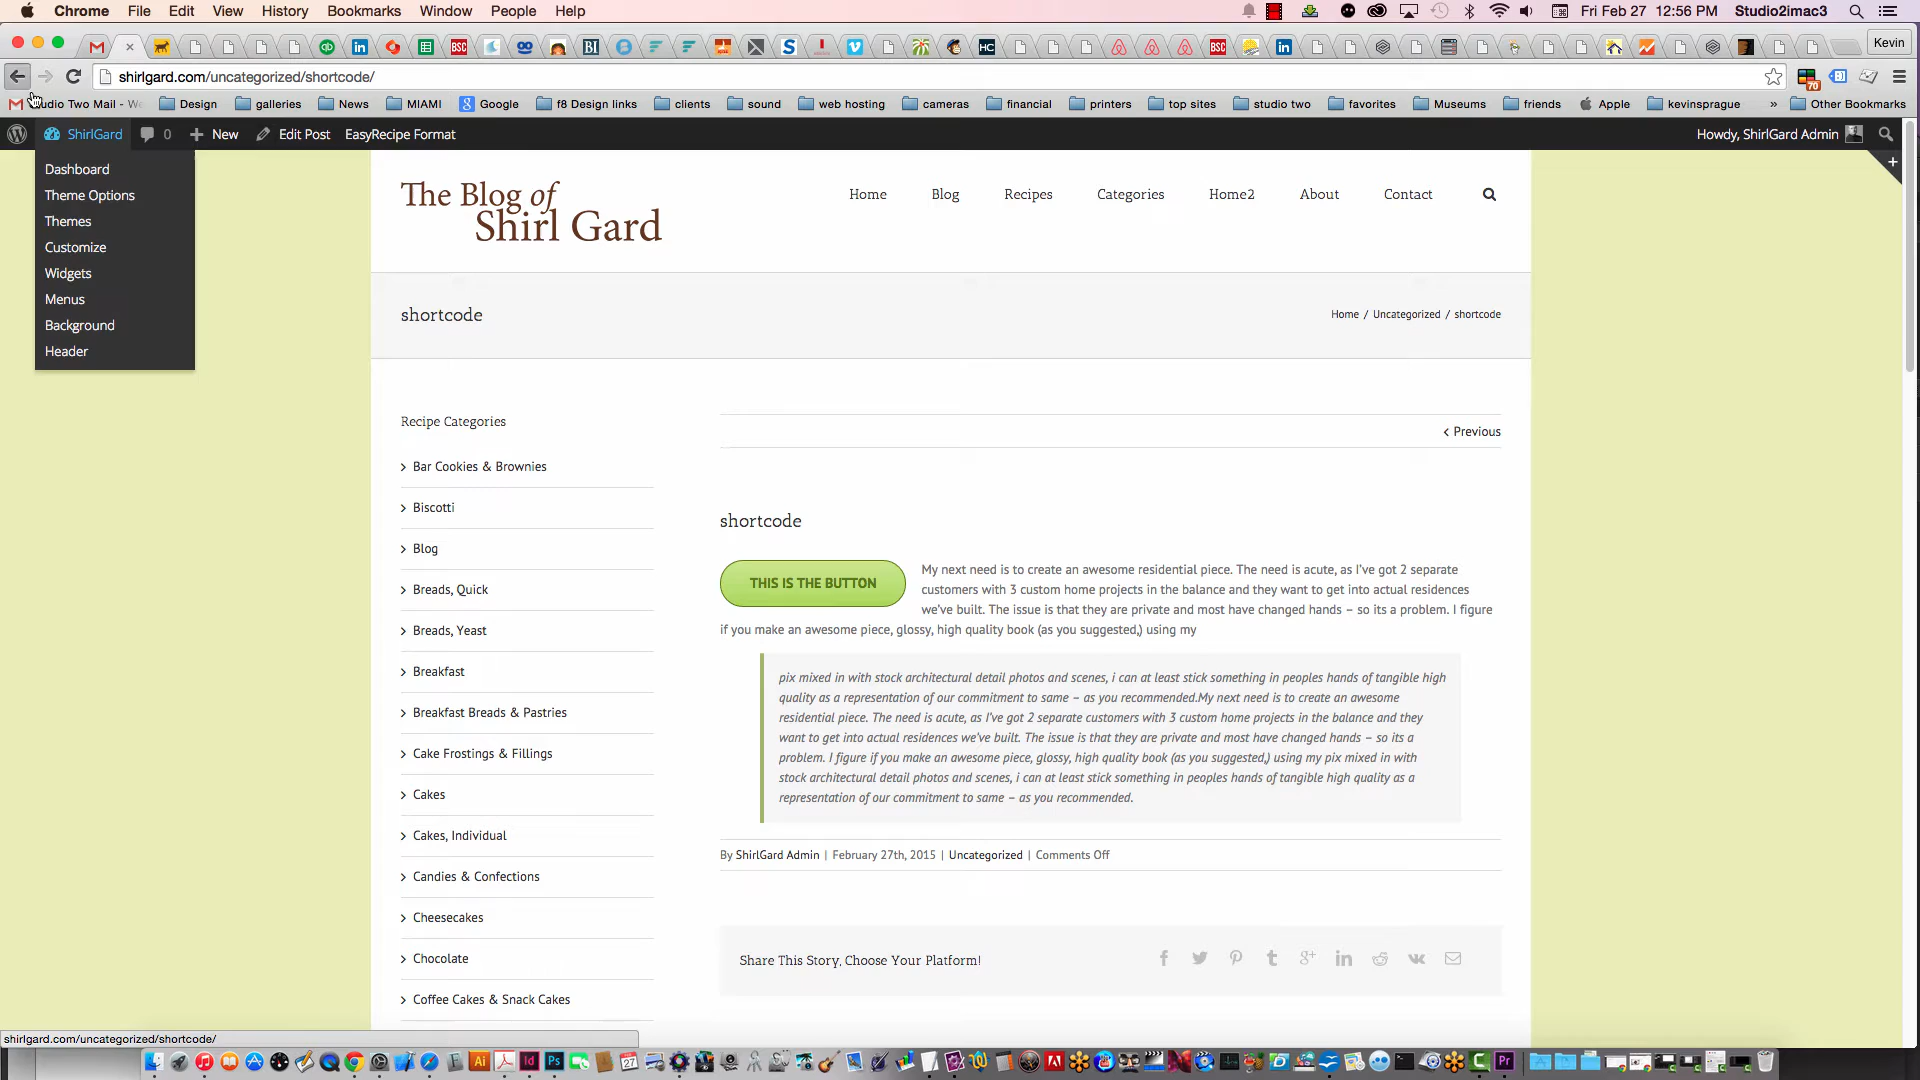 Chrome File Edit View History Bookmarks Window People Help Fri Feb 27 12:56 PM Studio2imac3
Kevin
shirlgard.com/uncategorized/shortcode/
Studio Two Mail - We Design galleries News MIAMI Google f8 Design links clients sound web hosting cameras financial printers top sites studio two favorites Museums friends Apple kevinsprague » Other Bookmarks
ShirlGard 0 New Edit Post EasyRecipe Format Howdy, ShirlGard Admin
Dashboard
Theme Options
Themes
Customize
Widgets
Menus
Background
Header
The Blog of
Shirl Gard
Home Blog Recipes Categories Home2 About Contact
shortcode
Home / Uncategorized / shortcode
Recipe Categories
Bar Cookies & Brownies
Biscotti
Blog
Breads, Quick
Breads, Yeast
Breakfast
Breakfast Breads & Pastries
Cake Frostings & Fillings
Cakes
Cakes, Individual
Candies & Confections
Cheesecakes
Chocolate
Coffee Cakes & Snack Cakes
Previous
shortcode
THIS IS THE BUTTON
My next need is to create an awesome residential piece. The need is acute, as I've got 2 separate
customers with 3 custom home projects in the balance and they want to get into actual residences
we've built. The issue is that they are private and most have changed hands – so its a problem. I figure
if you make an awesome piece, glossy, high quality book (as you suggested,) using my
pix mixed in with stock architectural detail photos and scenes, i can at least stick something in peoples hands of tangible high
quality as a representation of our commitment to same – as you recommended.My next need is to create an awesome
residential piece. The need is acute, as I've got 2 separate customers with 3 custom home projects in the balance and they
want to get into actual residences we've built. The issue is that they are private and most have changed hands – so its a
problem. I figure if you make an awesome piece, glossy, high quality book (as you suggested,) using my pix mixed in with
stock architectural detail photos and scenes, i can at least stick something in peoples hands of tangible high quality as a
representation of our commitment to same – as you recommended.
By ShirlGard Admin | February 27th, 2015 | Uncategorized | Comments Off
Share This Story, Choose Your Platform!
shirlgard.com/uncategorized/shortcode/